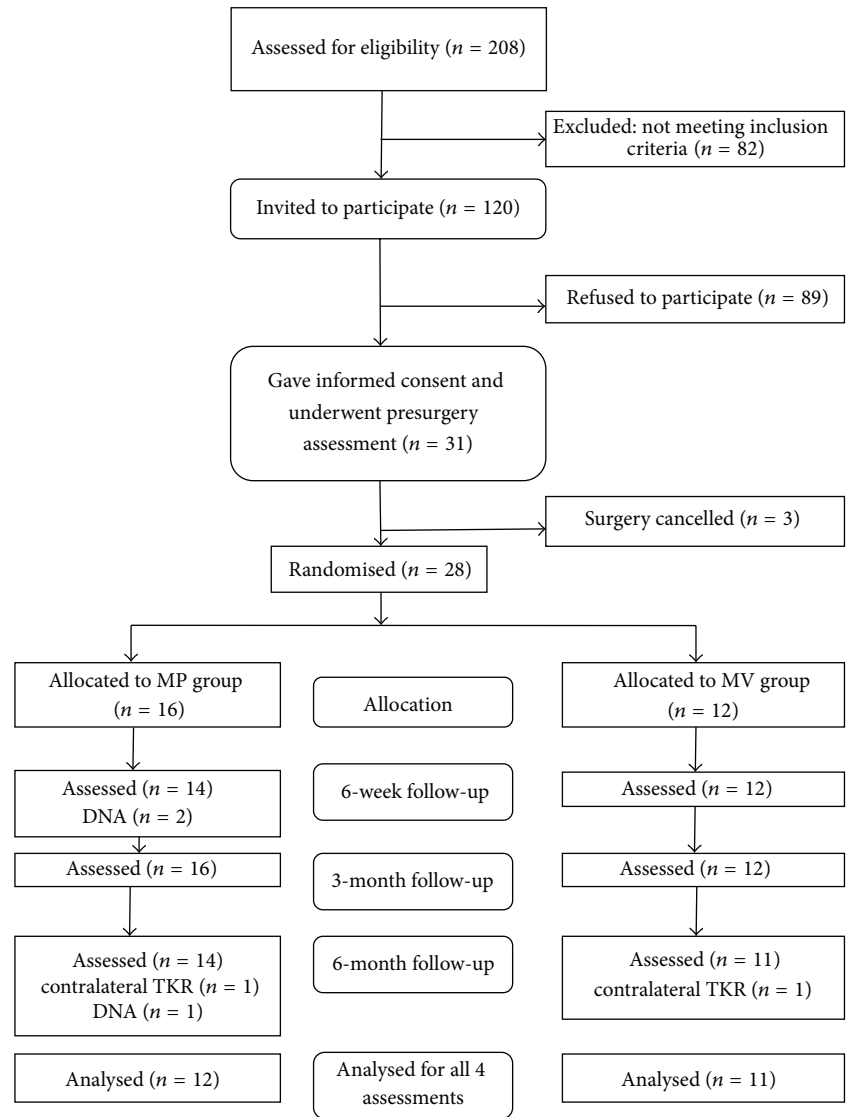 Assessed for eligibility (n = 208)
Excluded: not meeting inclusion
criteria (n = 82)
Invited to participate (n = 120)
Refused to participate (n = 89)
Gave informed consent and
underwent presurgery
assessment (n = 31)
Surgery cancelled (n = 3)
Randomised (n = 28)
Allocated to MP group
(n = 16)
Allocation
Allocated to MV group
(n = 12)
Assessed (n = 14)
DNA (n = 2)
6-week follow-up
Assessed (n = 12)
Assessed (n = 16)
3-month follow-up
Assessed (n = 12)
Assessed (n = 14)
contralateral TKR (n = 1)
DNA (n = 1)
6-month follow-up
Assessed (n = 11)
contralateral TKR (n = 1)
Analysed (n = 12)
Analysed for all 4
assessments
Analysed (n = 11)